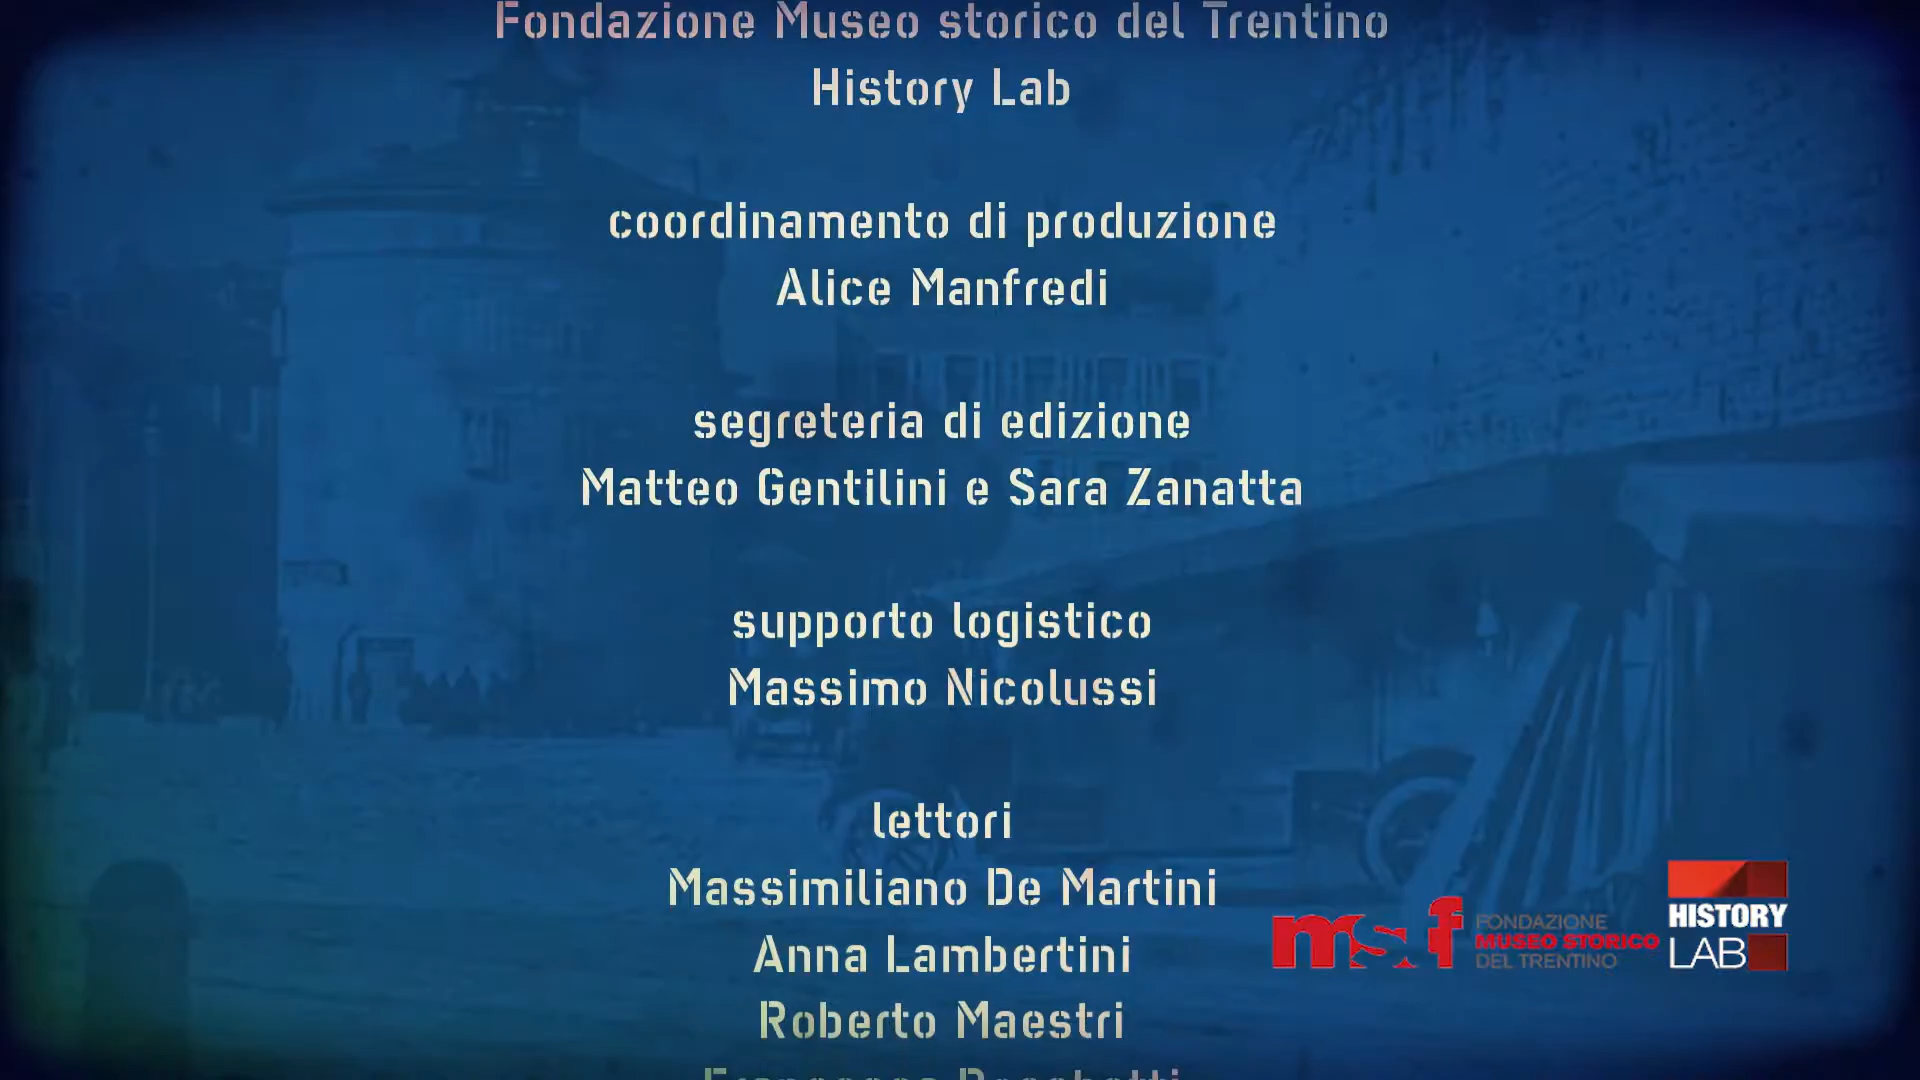 Fondazione Museo storico del Trentino
History Lab
coordinamento di produzione
Alice Manfredi
segreteria di edizione
Matteo Gentilini e Sara Zanatta
supporto logistico
Massimo Nicolussi
lettori
Massimiliano De Martini
Anna Lambertini
Roberto Maestri
msf
FONDAZIONE
MUSEO STORICO
DEL TRENTINO
HISTORY
LAB